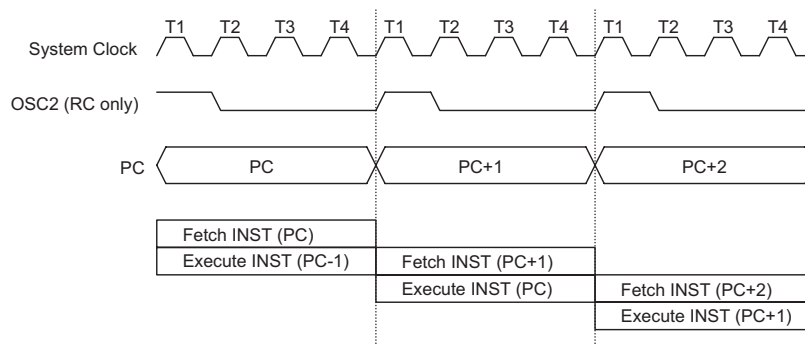 T1 T2 T3 T4 T1 T2 T3 T4 T1 T2 T3 T4
System Clock
OSC2 (RC only)
PC PC PC+1 PC+2
Fetch INST (PC)
Execute INST (PC-1) Fetch INST (PC+1)
Execute INST (PC) Fetch INST (PC+2)
Execute INST (PC+1)